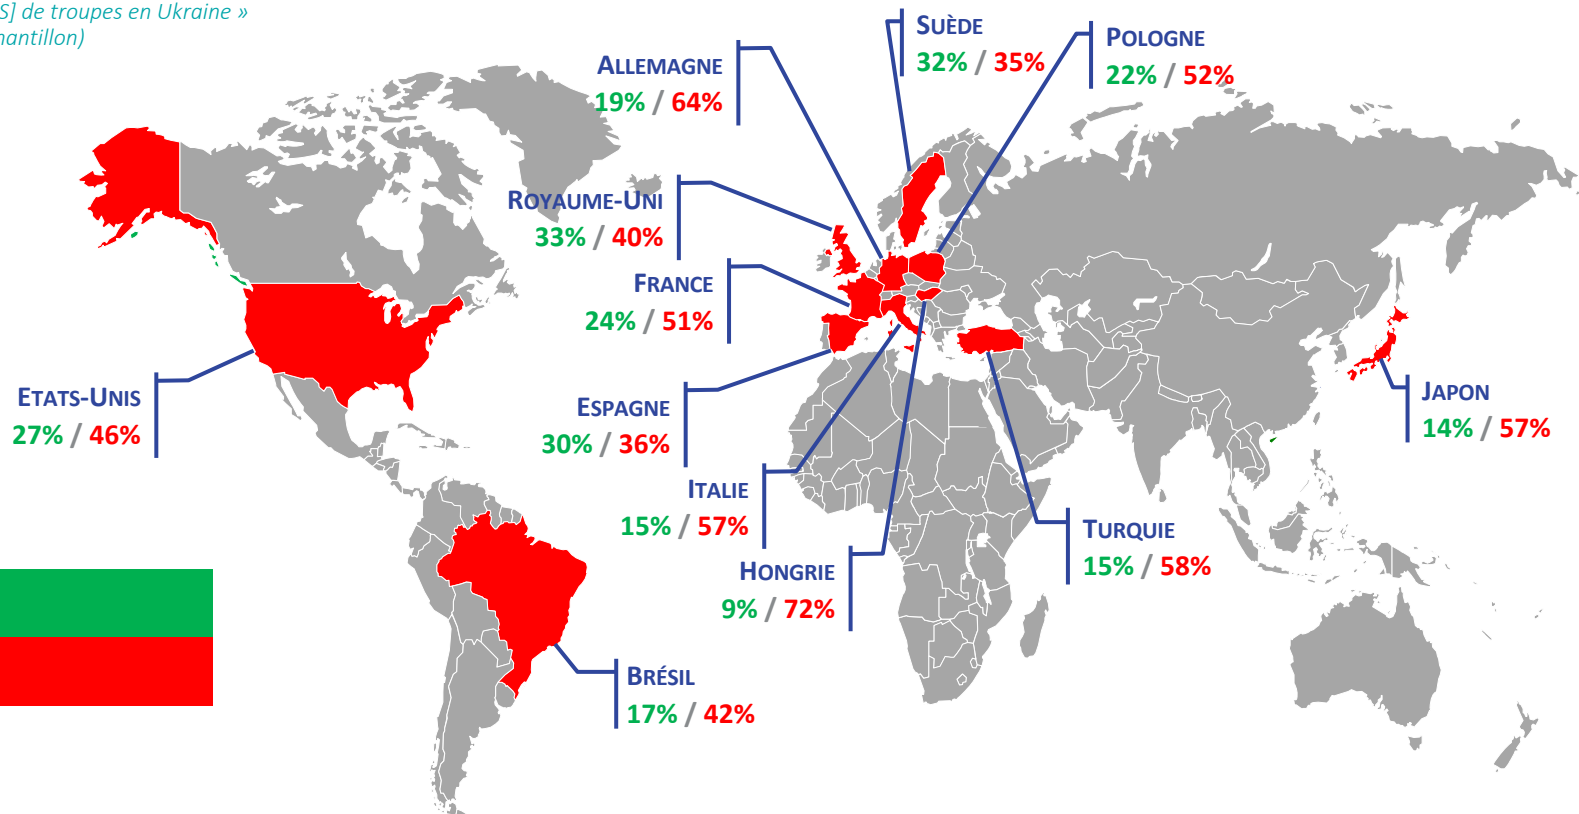 S] de troupes en Ukraine »
antillon)
SUÈDE
32% / 35%
POLOGNE
22% / 52%
ALLEMAGNE
19% / 64%
ROYAUME-UNI
33% / 40%
FRANCE
24% / 51%
ETATS-UNIS
27% / 46%
ESPAGNE
30% / 36%
JAPON
14% / 57%
ITALIE
15% / 57%
TURQUIE
15% / 58%
HONGRIE
9% / 72%
BRÉSIL
17% / 42%